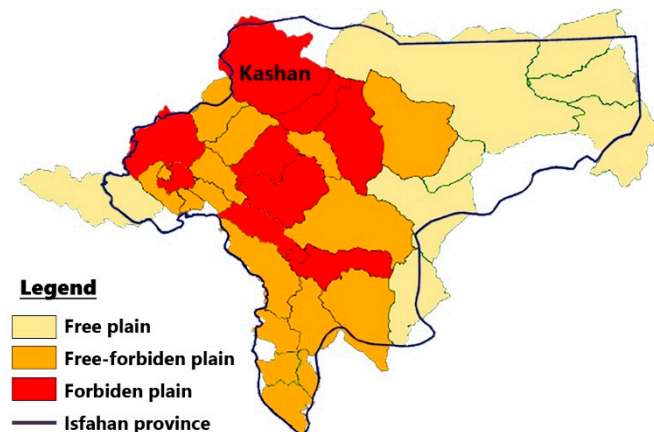 Kashan
Legend
Free plain
Free-forbiden plain
Forbiden plain
Isfahan province